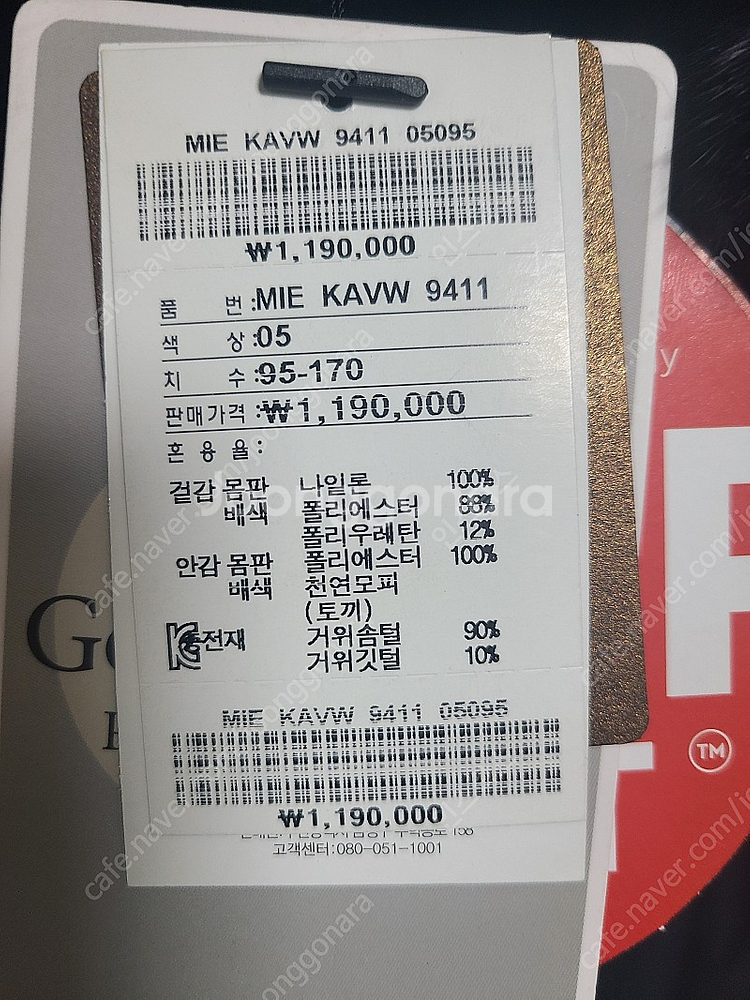 MIE KAVW 9411 05095
₩1,190,000
품 번:MIE KAVW 9411
색 상:05
치 수:95-170
판매가격:₩1,190,000
혼 용 율:
겉감 몸판 나일론 100%
배색 폴리에스터 88%
폴리우레탄 12%
안감 몸판 폴리에스터 100%
배색 천연모피
(토끼)
충전재 거위솜털 90%
거위깃털 10%
MIE KAVW 9411 05095
₩1,190,000
고객센터:080-051-1001
y
TM
Joonggonara